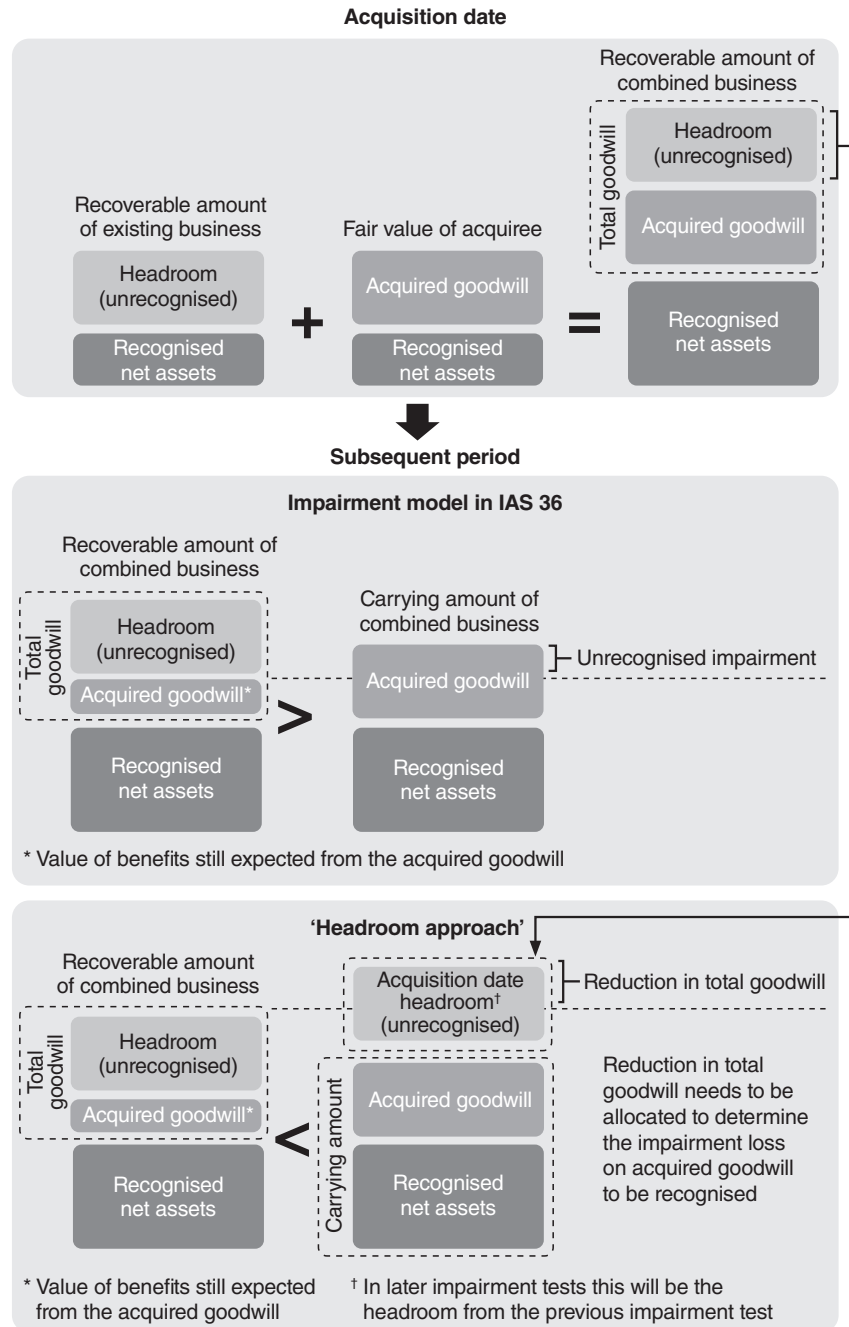 Acquisition date
Recoverable amount of
combined business
Total goodwill
Headroom
(unrecognised)
Acquired goodwill
Recognised
net assets
Recoverable amount
of existing business
Headroom
(unrecognised)
Recognised
net assets
+
Fair value of acquiree
Acquired goodwill
Recognised
net assets
=
Subsequent period
Impairment model in IAS 36
Recoverable amount of
combined business
Total
goodwill
Headroom
(unrecognised)
Acquired goodwill*
Recognised
net assets
>
Carrying amount of
combined business
Acquired goodwill
Recognised
net assets
Unrecognised impairment
* Value of benefits still expected from the acquired goodwill
‘Headroom approach’
Recoverable amount
of combined business
Total
goodwill
Headroom
(unrecognised)
Acquired goodwill*
Recognised
net assets
<
Acquisition date
headroom†
(unrecognised)
Carrying amount
Acquired goodwill
Recognised
net assets
Reduction in total goodwill
Reduction in total
goodwill needs to be
allocated to determine
the impairment loss
on acquired goodwill
to be recognised
* Value of benefits still expected
from the acquired goodwill
† In later impairment tests this will be the
headroom from the previous impairment test